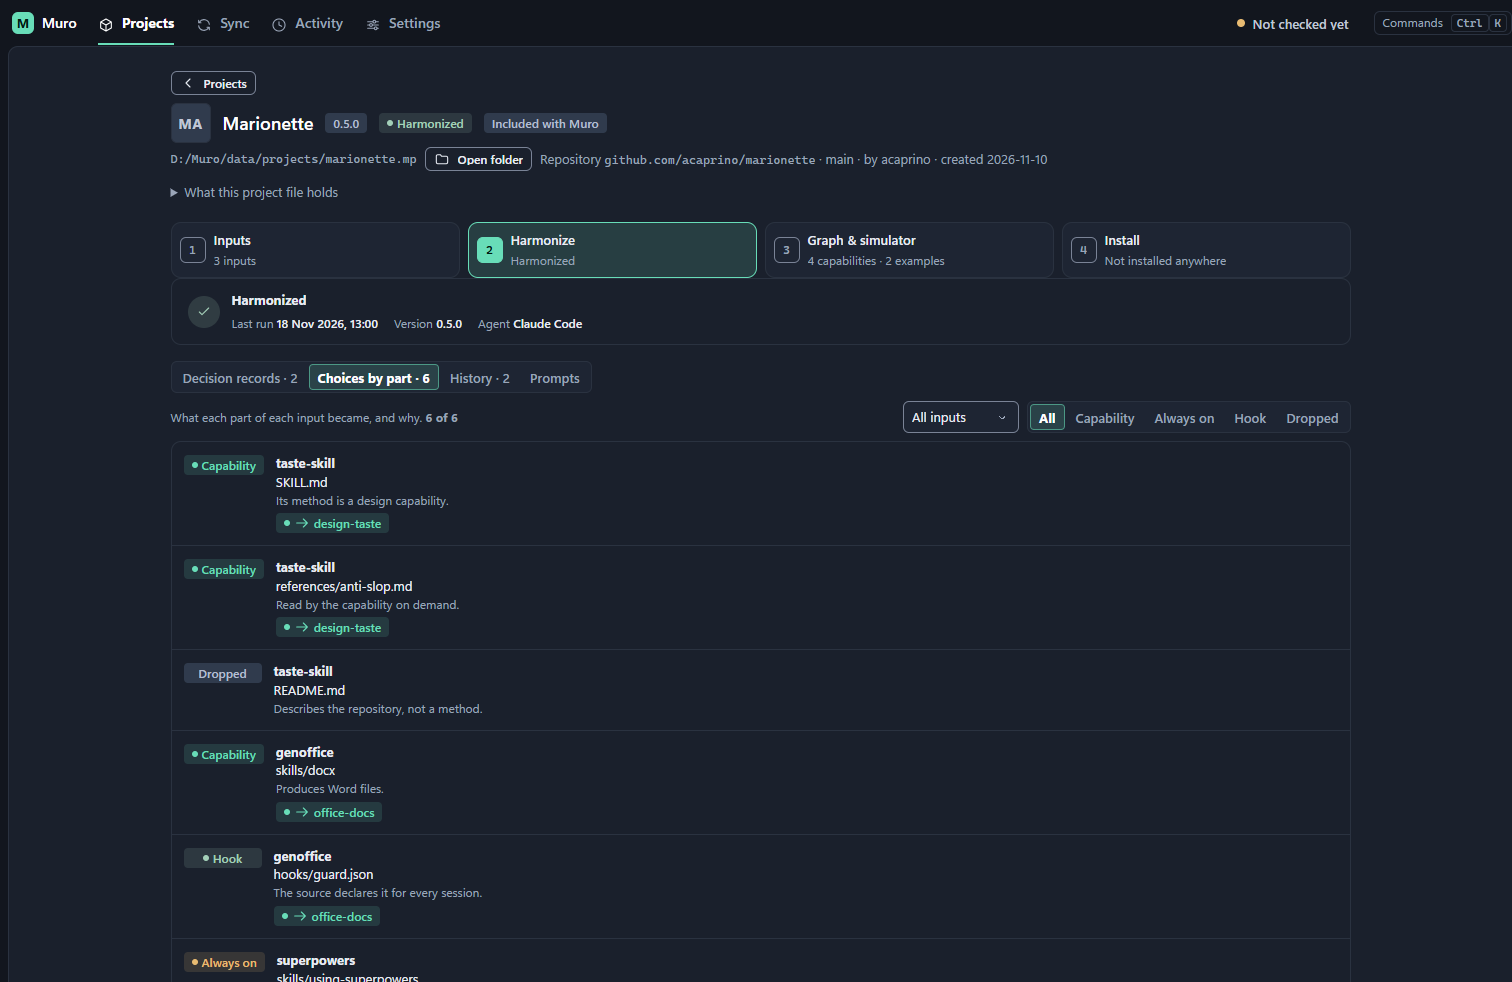 M Muro Projects Sync Activity Settings Not checked yet Commands Ctrl K
Projects
MA Marionette 0.5.0 Harmonized Included with Muro
D:/Muro/data/projects/marionette.mp Open folder Repository github.com/acaprino/marionette · main · by acaprino · created 2026-11-10
What this project file holds
1 Inputs
3 inputs
2 Harmonize
Harmonized
3 Graph & simulator
4 capabilities · 2 examples
4 Install
Not installed anywhere
Harmonized
Last run 18 Nov 2026, 13:00 Version 0.5.0 Agent Claude Code
Decision records · 2 Choices by part · 6 History · 2 Prompts
What each part of each input became, and why. 6 of 6 All inputs All Capability Always on Hook Dropped
Capability taste-skill
SKILL.md
Its method is a design capability.
→ design-taste
Capability taste-skill
references/anti-slop.md
Read by the capability on demand.
→ design-taste
Dropped taste-skill
README.md
Describes the repository, not a method.
Capability genoffice
skills/docx
Produces Word files.
→ office-docs
Hook genoffice
hooks/guard.json
The source declares it for every session.
→ office-docs
Always on superpowers
skills/using-superpowers